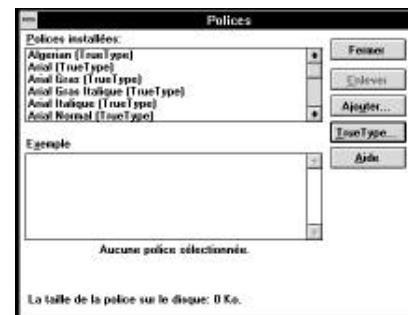 Polices
Polices installées:
Algerian (TrueType)
Arial (TrueType)
Arial Gras (TrueType)
Arial Gras Italique (TrueType)
Arial Italique (TrueType)
Arial Normal (TrueType)
Fermer
Enlever
Ajouter...
TrueType...
Aide
Exemple
Aucune police sélectionnée.
La taille de la police sur le disque: 0 Ko.